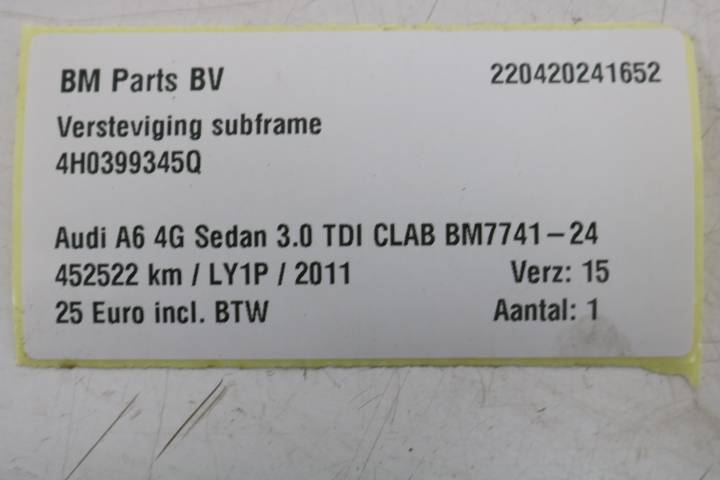 BM Parts BV 220420241652
Versteviging subframe
4H0399345Q
Audi A6 4G Sedan 3.0 TDI CLAB BM7741-24
452522 km / LY1P / 2011 Verz: 15
25 Euro incl. BTW Aantal: 1